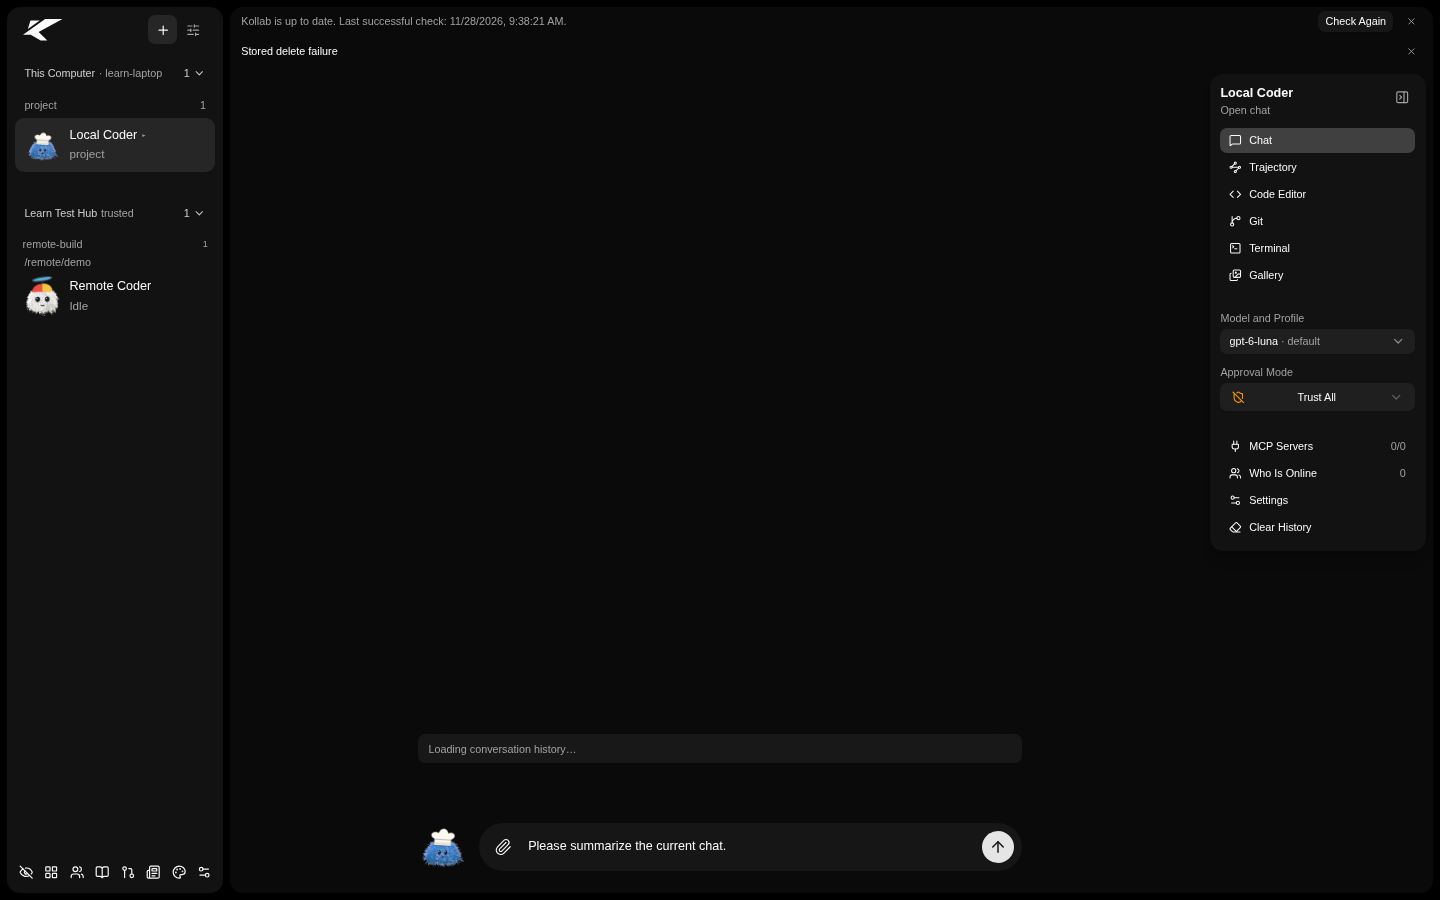 Kollab is up to date. Last successful check: 11/28/2026, 9:38:21 AM.
Check Again
Stored delete failure
This Computer · learn-laptop 1
project 1
Local Coder
project
Learn Test Hub trusted 1
remote-build 1
/remote/demo
Remote Coder
Idle
Local Coder
Open chat
Chat
Trajectory
Code Editor
Git
Terminal
Gallery
Model and Profile
gpt-6-luna · default
Approval Mode
Trust All
MCP Servers 0/0
Who Is Online 0
Settings
Clear History
Loading conversation history…
Please summarize the current chat.